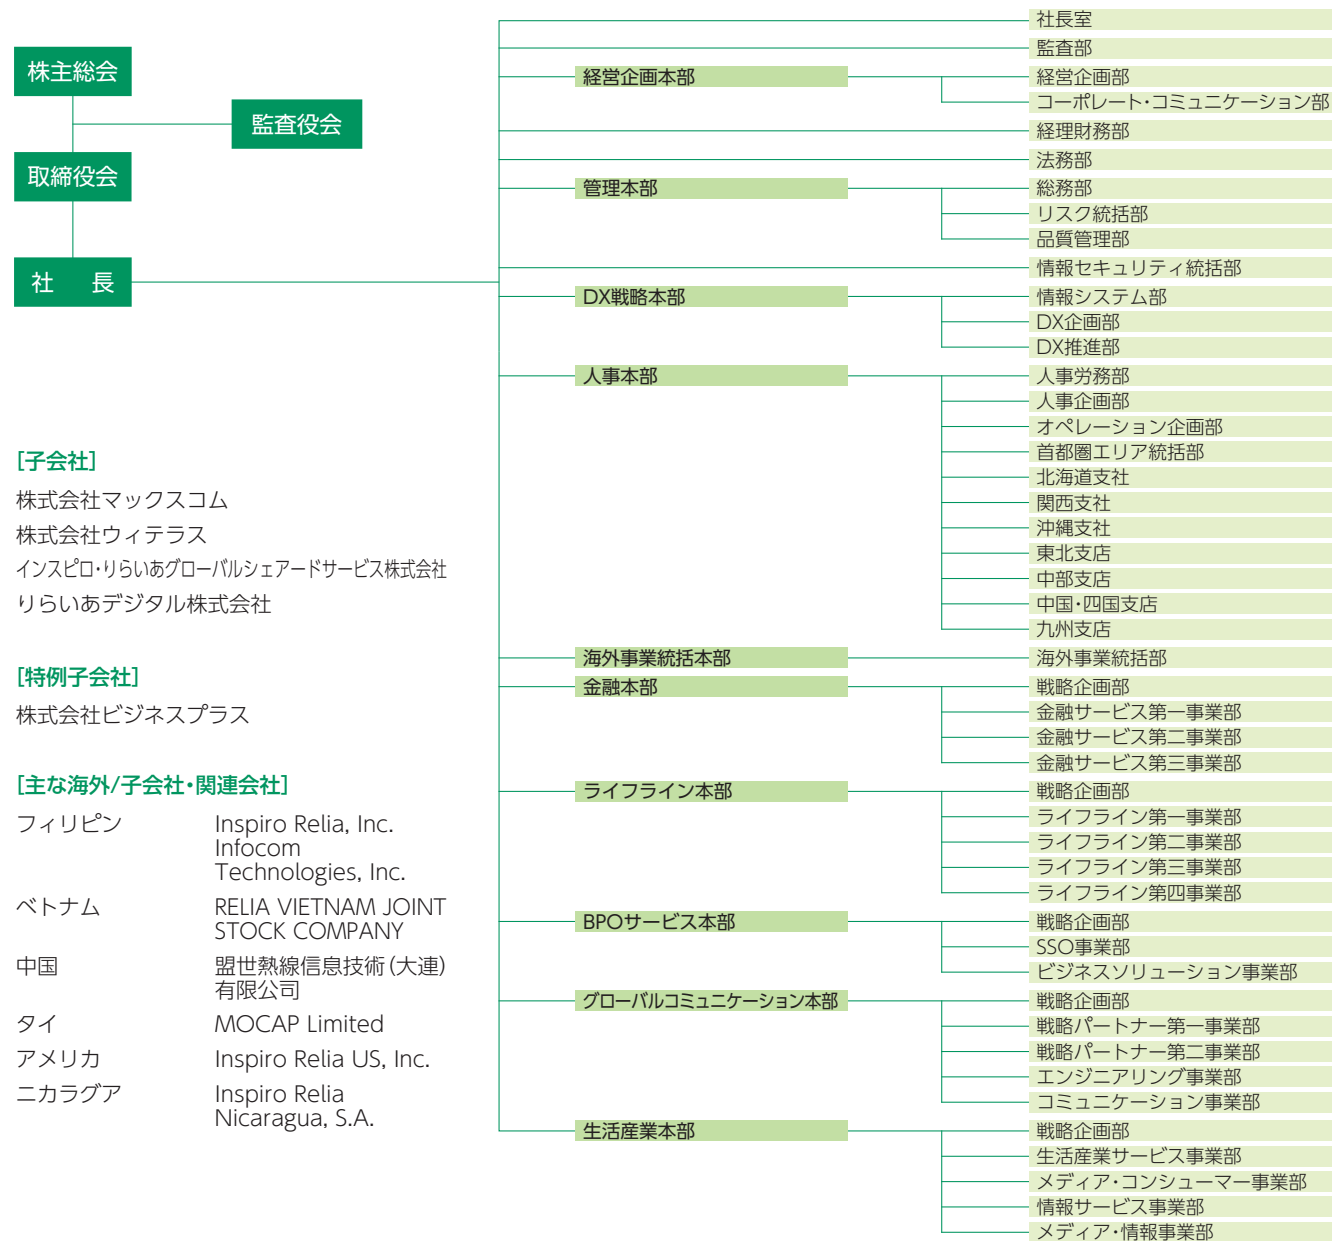 株主総会
監査役会
取締役会
社　長
社長室
監査部
経営企画本部
経営企画部
コーポレート・コミュニケーション部
経理財務部
法務部
管理本部
総務部
リスク統括部
品質管理部
情報セキュリティ統括部
DX戦略本部
情報システム部
DX企画部
DX推進部
人事本部
人事労務部
人事企画部
オペレーション企画部
首都圏エリア統括部
北海道支社
関西支社
沖縄支社
東北支店
中部支店
中国・四国支店
九州支店
海外事業統括本部
海外事業統括部
金融本部
戦略企画部
金融サービス第一事業部
金融サービス第二事業部
金融サービス第三事業部
ライフライン本部
戦略企画部
ライフライン第一事業部
ライフライン第二事業部
ライフライン第三事業部
ライフライン第四事業部
BPOサービス本部
戦略企画部
SSO事業部
ビジネスソリューション事業部
グローバルコミュニケーション本部
戦略企画部
戦略パートナー第一事業部
戦略パートナー第二事業部
エンジニアリング事業部
コミュニケーション事業部
生活産業本部
戦略企画部
生活産業サービス事業部
メディア・コンシューマー事業部
情報サービス事業部
メディア・情報事業部
[子会社]
株式会社マックスコム
株式会社ウィテラス
インスピロ・りらいあグローバルシェアードサービス株式会社
りらいあデジタル株式会社
[特例子会社]
株式会社ビジネスプラス
[主な海外/子会社・関連会社]
フィリピン Inspiro Relia, Inc.
Infocom
Technologies, Inc.
ベトナム RELIA VIETNAM JOINT
STOCK COMPANY
中国 盟世熱線信息技術(大連)
有限公司
タイ MOCAP Limited
アメリカ Inspiro Relia US, Inc.
ニカラグア Inspiro Relia
Nicaragua, S.A.